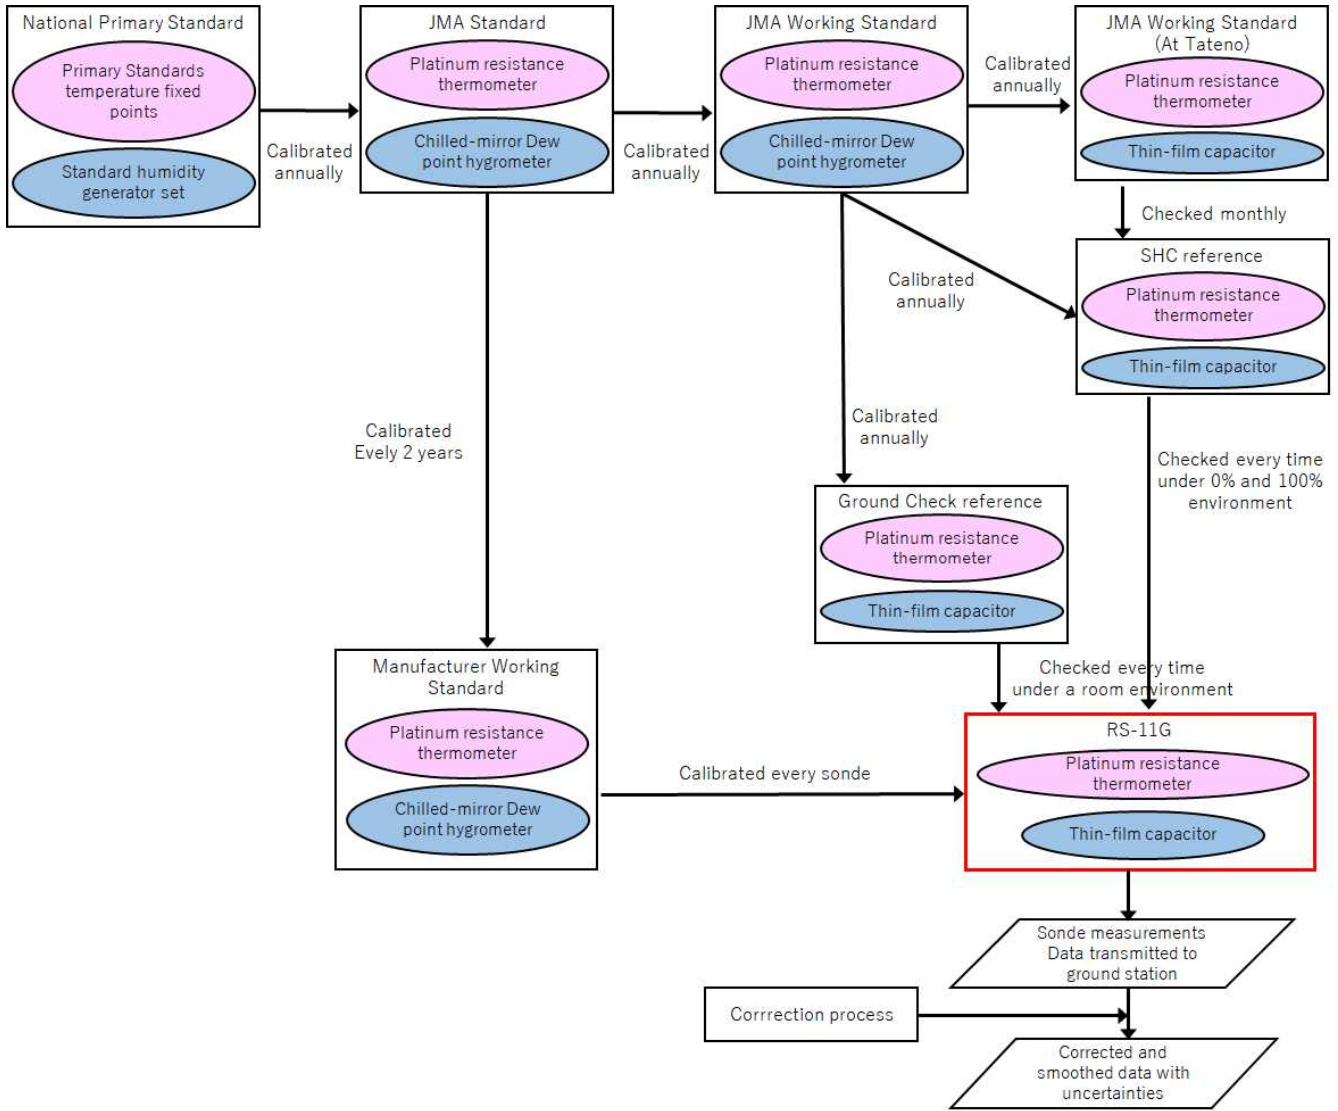 National Primary Standard
Primary Standards
temperature fixed
points
Standard humidity
generator set
Calibrated
annually
JMA Standard
Platinum resistance
thermometer
Chilled-mirror Dew
point hygrometer
Calibrated
annually
JMA Working Standard
Platinum resistance
thermometer
Chilled-mirror Dew
point hygrometer
Calibrated
annually
JMA Working Standard
(At Tateno)
Platinum resistance
thermometer
Thin-film capacitor
Checked monthly
SHC reference
Platinum resistance
thermometer
Thin-film capacitor
Calibrated
annually
Calibrated
annually
Calibrated
Evely 2 years
Checked every time
under 0% and 100%
environment
Ground Check reference
Platinum resistance
thermometer
Thin-film capacitor
Checked every time
under a room environment
Manufacturer Working
Standard
Platinum resistance
thermometer
Chilled-mirror Dew
point hygrometer
Calibrated every sonde
RS-11G
Platinum resistance
thermometer
Thin-film capacitor
Sonde measurements
Data transmitted to
ground station
Corrrection process
Corrected and
smoothed data with
uncertainties